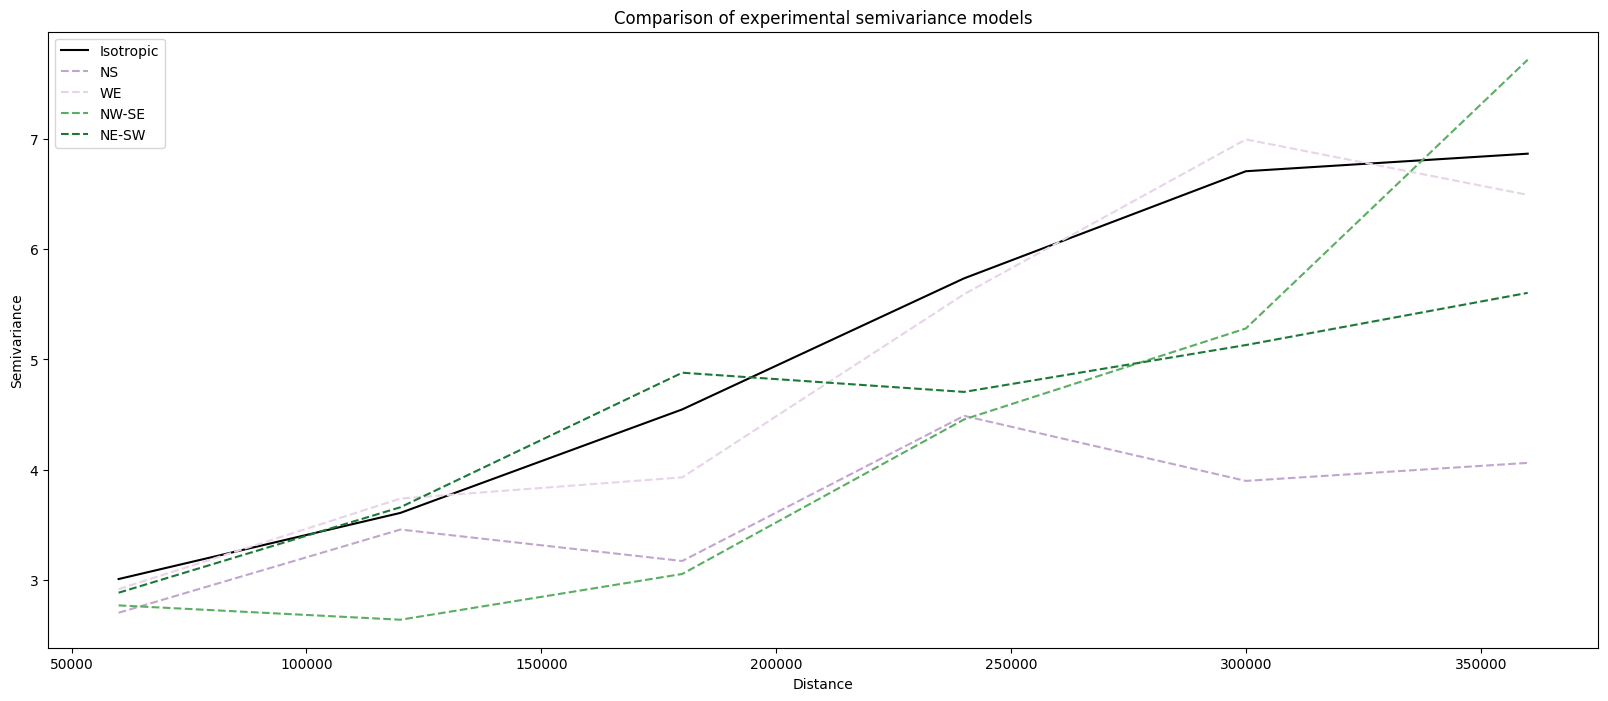 Comparison of experimental semivariance models
Isotropic
NS
WE
NW-SE
NE-SW
Semivariance
7
6
5
4
3
50000
100000
150000
200000
250000
300000
350000
Distance